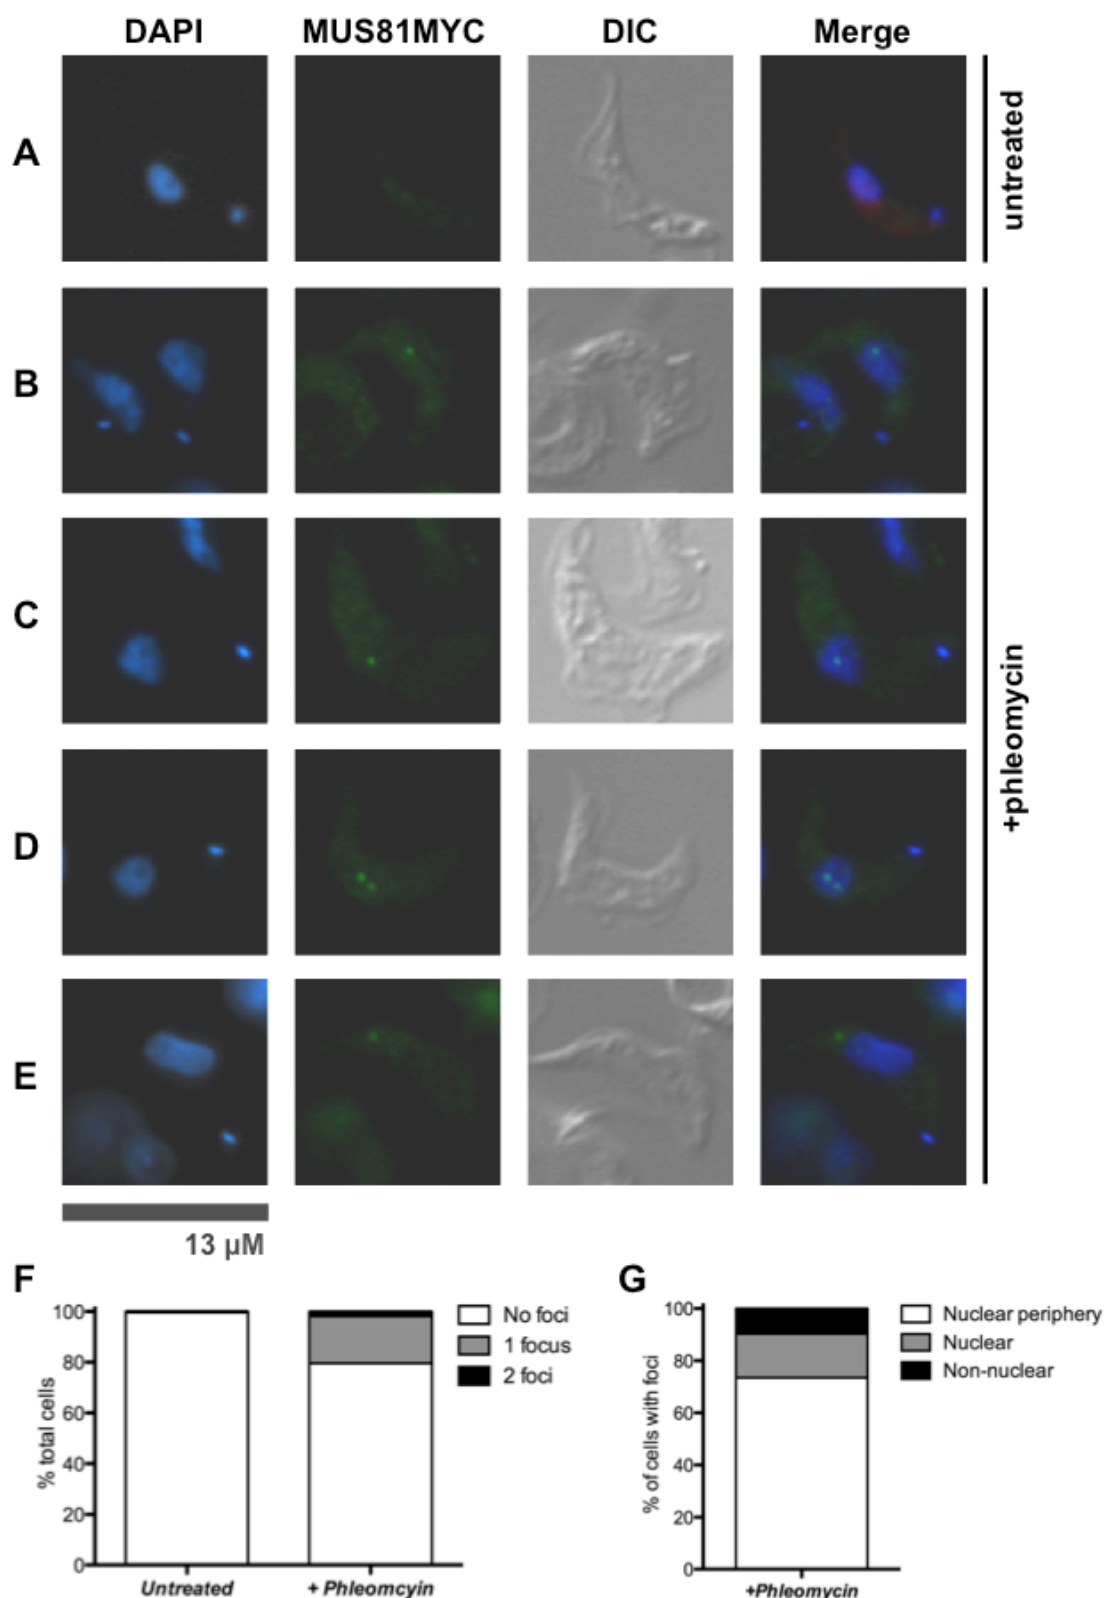 DAPI MUS81MYC DIC Merge
A
untreated
B
C
D
E
+phleomycin
13 µM
F
100
80
60
40
20
0
% total cells
Untreated
+ Phleomcyin
No foci
1 focus
2 foci
G
100
80
60
40
20
0
% of cells with foci
+Phleomycin
Nuclear periphery
Nuclear
Non-nuclear